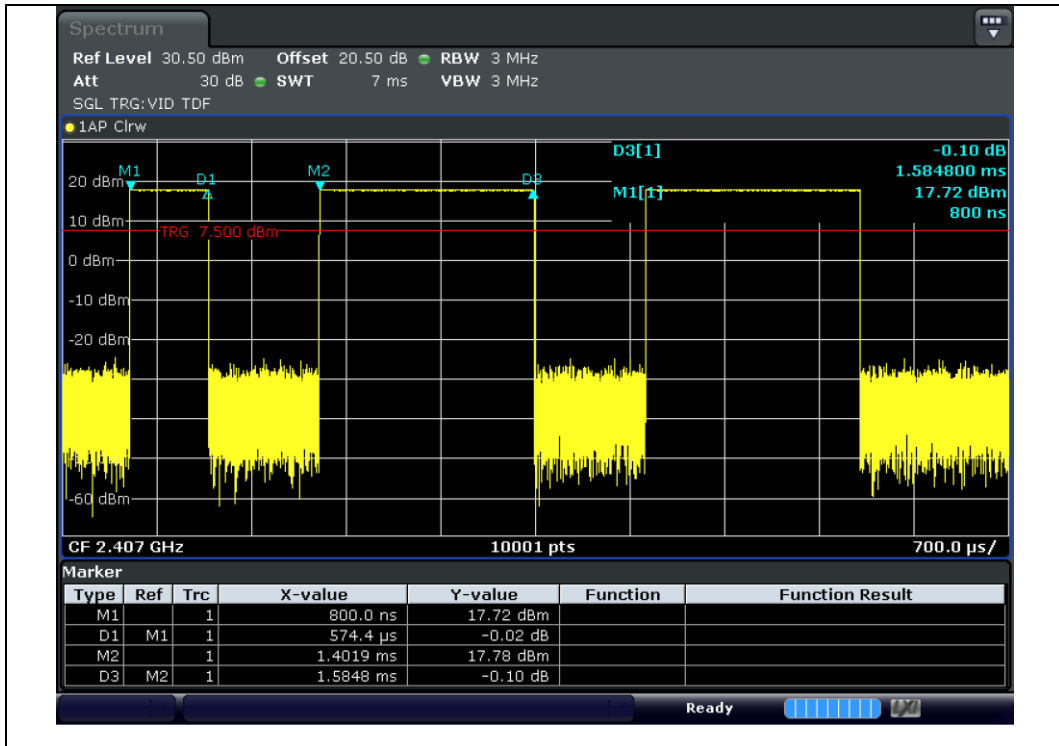 Spectrum
Ref Level 30.50 dBm Offset 20.50 dB RBW 3 MHz
Att 30 dB SWT 7 ms VBW 3 MHz
SGL TRG:VID TDF
1AP Clrw
D3[1] -0.10 dB
1.584800 ms
M1[1] 17.72 dBm
800 ns
M1 D1 M2 D3
20 dBm
10 dBm
TRG 7.500 dBm
0 dBm
-10 dBm
-20 dBm
-60 dBm
CF 2.407 GHz 10001 pts 700.0 µs/
Marker
Type Ref Trc X-value Y-value Function Function Result
M1 1 800.0 ns 17.72 dBm
D1 M1 1 574.4 µs -0.02 dB
M2 1 1.4019 ms 17.78 dBm
D3 M2 1 1.5848 ms -0.10 dB
Ready